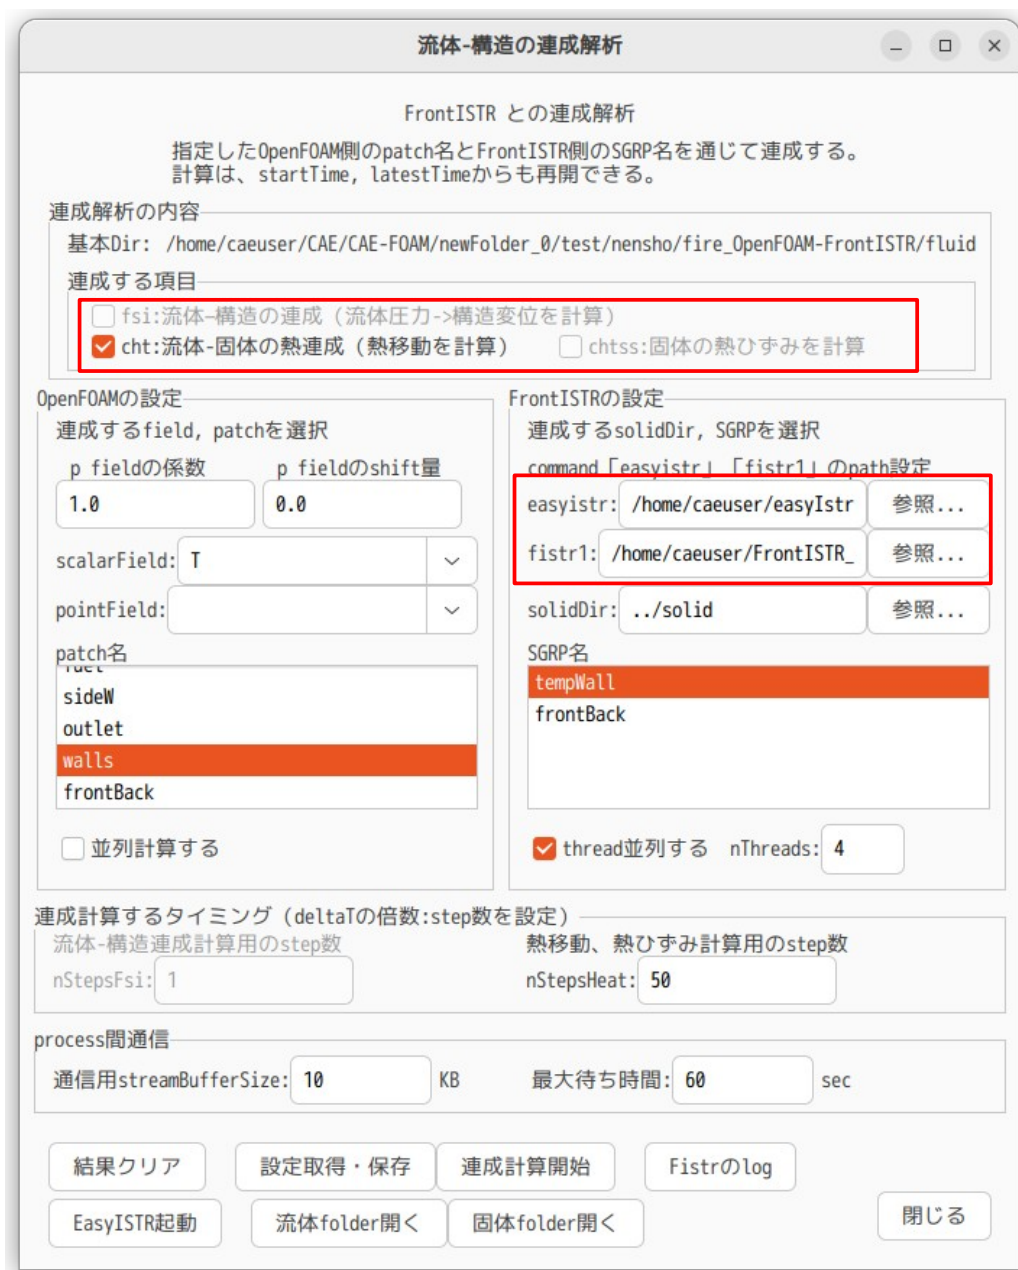 流体-構造の連成解析
FrontISTR との連成解析
指定したOpenFOAM側のpatch名とFrontISTR側のSGRP名を通じて連成する。
計算は、startTime, latestTimeからも再開できる。
連成解析の内容
基本Dir: /home/caeuser/CAE/CAE-FOAM/newFolder_0/test/nensho/fire_OpenFOAM-FrontISTR/fluid
連成する項目
fsi:流体-構造の連成 (流体圧力->構造変位を計算)
cht:流体-固体の熱連成 (熱移動を計算) chtss:固体の熱ひずみを計算
OpenFOAMの設定
連成するfield, patchを選択
p fieldの係数 p fieldのshift量
1.0 0.0
scalarField: T
pointField:
patch名
fuel
sideW
outlet
walls
frontBack
並列計算する
FrontISTRの設定
連成するsolidDir, SGRPを選択
command「easyistr」「fistr1」のpath設定
easyistr: /home/caeuser/easyIstr 参照...
fistr1: /home/caeuser/FrontISTR_ 参照...
solidDir: ../solid 参照...
SGRP名
tempWall
frontBack
thread並列する nThreads: 4
連成計算するタイミング (deltaTの倍数:step数を設定)
流体-構造連成計算用のstep数
nStepsFsi: 1
熱移動、熱ひずみ計算用のstep数
nStepsHeat: 50
process間通信
通信用streamBufferSize: 10 KB 最大待ち時間: 60 sec
結果クリア 設定取得・保存 連成計算開始 Fistrのlog
EasyISTR起動 流体folder開く 固体folder開く 閉じる